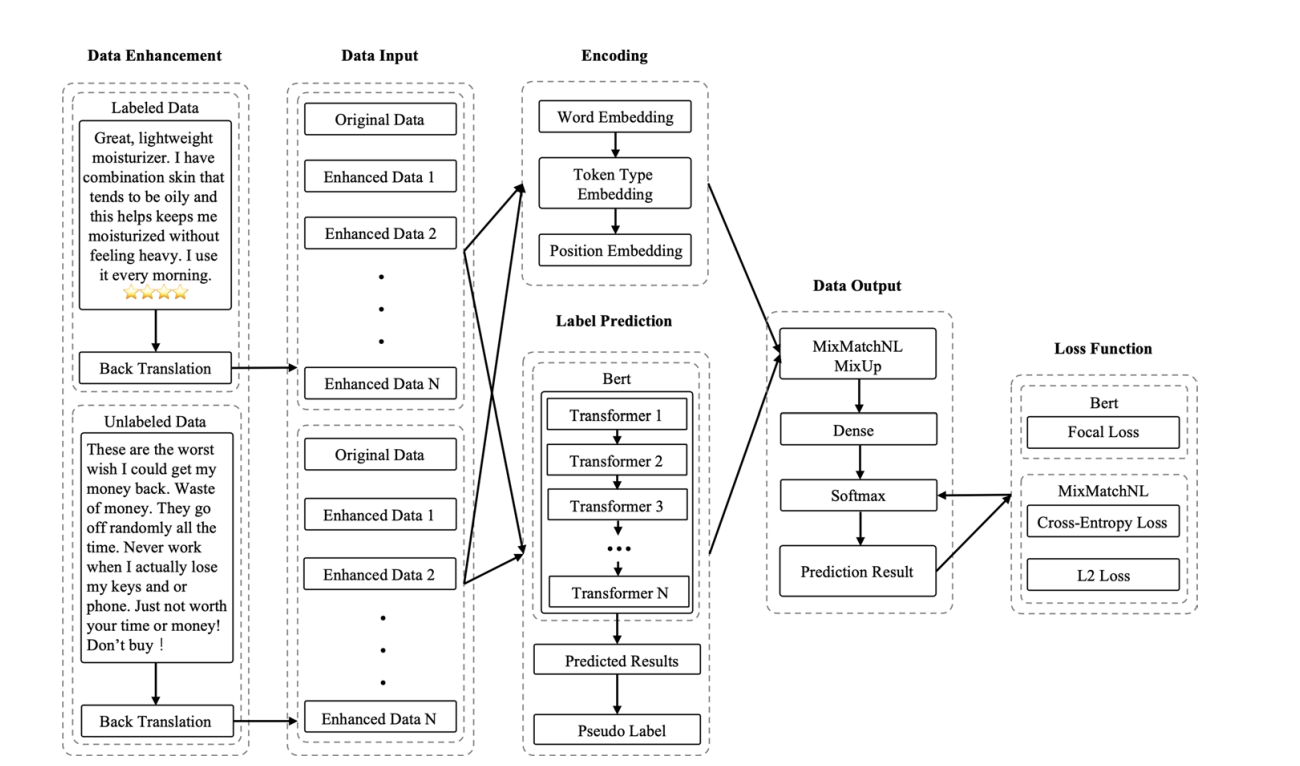 Data Enhancement
Labeled Data
Great, lightweight
moisturizer. I have
combination skin that
tends to be oily and
this helps keeps me
moisturized without
feeling heavy. I use
it every morning.
⭐⭐⭐⭐
Back Translation
Unlabeled Data
These are the worst
wish I could get my
money back. Waste
of money. They go
off randomly all the
time. Never work
when I actually lose
my keys and or
phone. Just not worth
your time or money!
Don't buy！
Back Translation
Data Input
Original Data
Enhanced Data 1
Enhanced Data 2
Enhanced Data N
Original Data
Enhanced Data 1
Enhanced Data 2
Enhanced Data N
Encoding
Word Embedding
Token Type
Embedding
Position Embedding
Label Prediction
Bert
Transformer 1
Transformer 2
Transformer 3
•••
Transformer N
Predicted Results
Pseudo Label
Data Output
MixMatchNL
MixUp
Dense
Softmax
Prediction Result
Loss Function
Bert
Focal Loss
MixMatchNL
Cross-Entropy Loss
L2 Loss